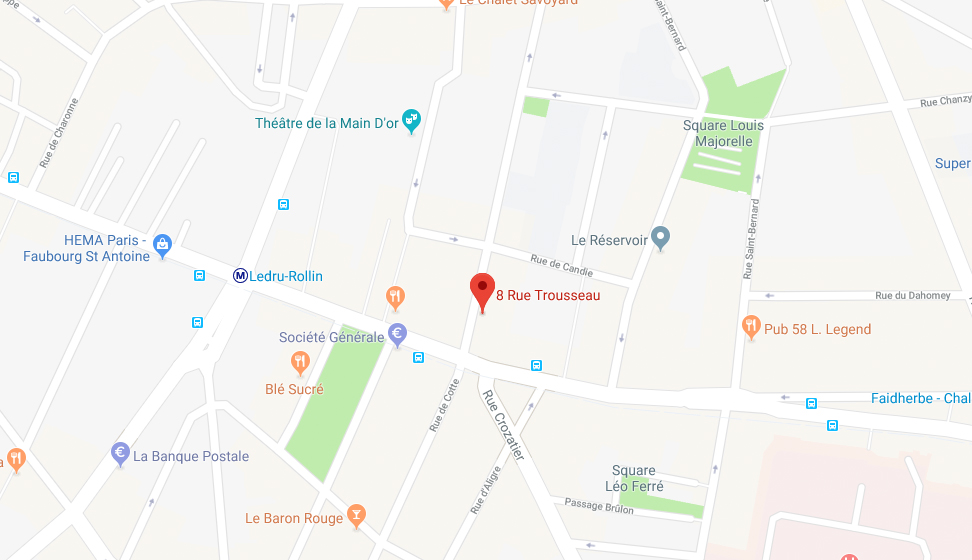 ppe
Le Chalet Savoyard
Saint-Bernard
Rue de Charonne
Théâtre de la Main D'or
Rue Chanzy
Square Louis
Majorelle
Super
HEMA Paris -
Faubourg St Antoine
Le Réservoir
Rue Saint-Bernard
Ledru-Rollin
Rue de Candie
8 Rue Trousseau
Rue du Dahomey
Société Générale
Pub 58 L. Legend
Blé Sucré
Rue de Cotte
Rue Crozatier
Faidherbe - Chal
La Banque Postale
a
Square
Léo Ferré
Rue d'Aligre
Passage Brûlon
Le Baron Rouge